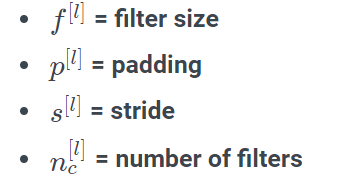 • f^[l] = filter size
• p^[l] = padding
• s^[l] = stride
• n_c^[l] = number of filters